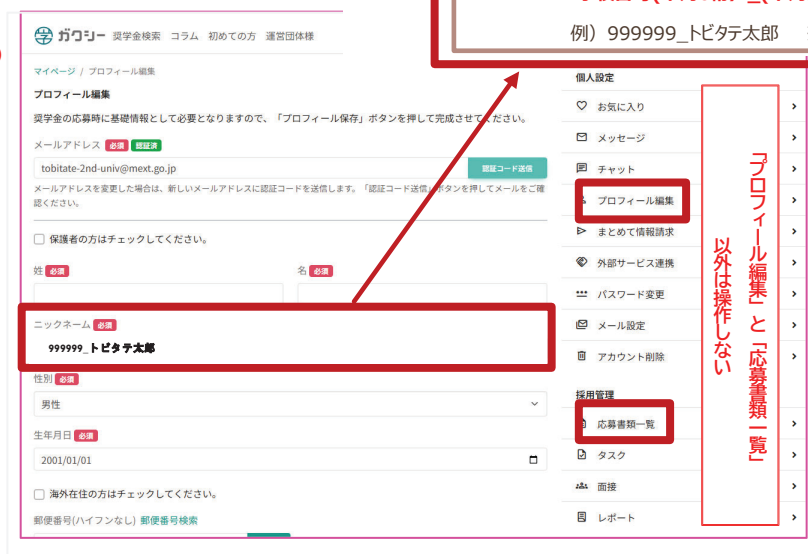 例）999999_トビタテ太郎
ガクシー 奨学金検索 コラム 初めての方 運営団体様
マイページ / プロフィール編集
プロフィール編集
奨学金の応募時に基礎情報として必要となりますので、「プロフィール保存」ボタンを押して完成させてください。
メールアドレス 必須 認証済
tobitate-2nd-univ@mext.go.jp 認証コード送信
メールアドレスを変更した場合は、新しいメールアドレスに認証コードを送信します。「認証コード送信」ボタンを押してメールをご確
認ください。
保護者の方はチェックしてください。
姓 必須 名 必須
ニックネーム 必須
999999_トビタテ太郎
性別 必須
男性
生年月日 必須
2001/01/01
海外在住の方はチェックしてください。
郵便番号(ハイフンなし) 郵便番号検索
個人設定
お気に入り
メッセージ
チャット
プロフィール編集
まとめて情報請求
外部サービス連携
パスワード変更
メール設定
アカウント削除
採用管理
応募書類一覧
タスク
面接
レポート
「プロフィール編集」と「応募書類一覧」
以外は操作しない